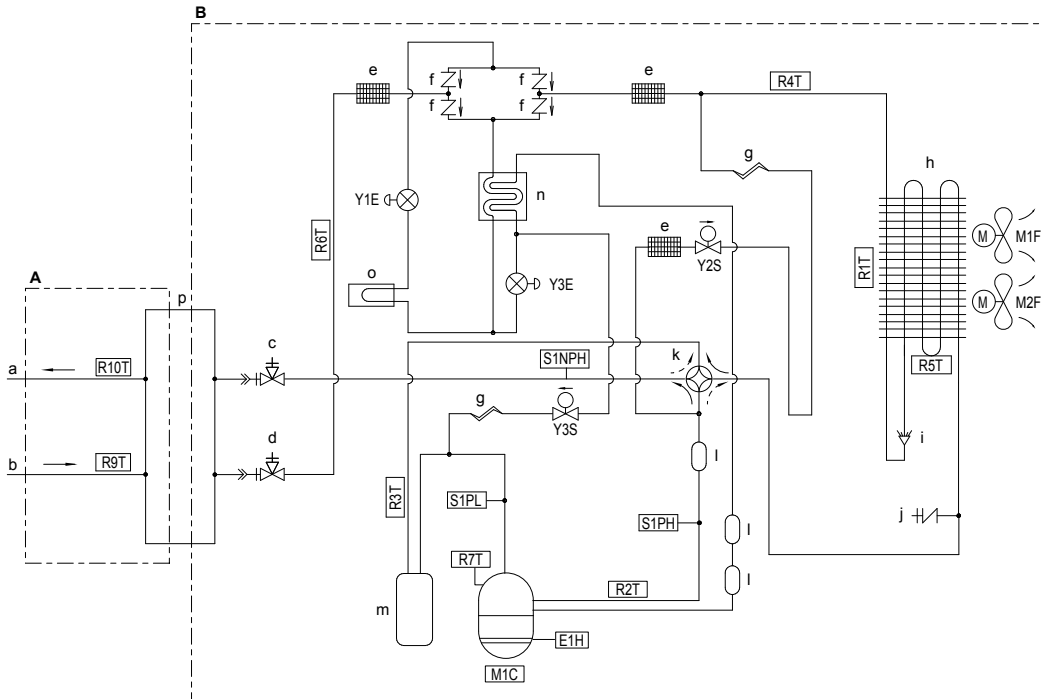 B
e
f
f
e
R4T
f
f
g
h
Y1E
n
e
Y2S
M
M1F
R6T
R1T
o
Y3E
M
M2F
A
p
c
S1NPH
k
R10T
a
R5T
g
Y3S
d
i
b
R9T
l
R3T
S1PL
S1PH
j
l
R7T
l
m
R2T
E1H
M1C